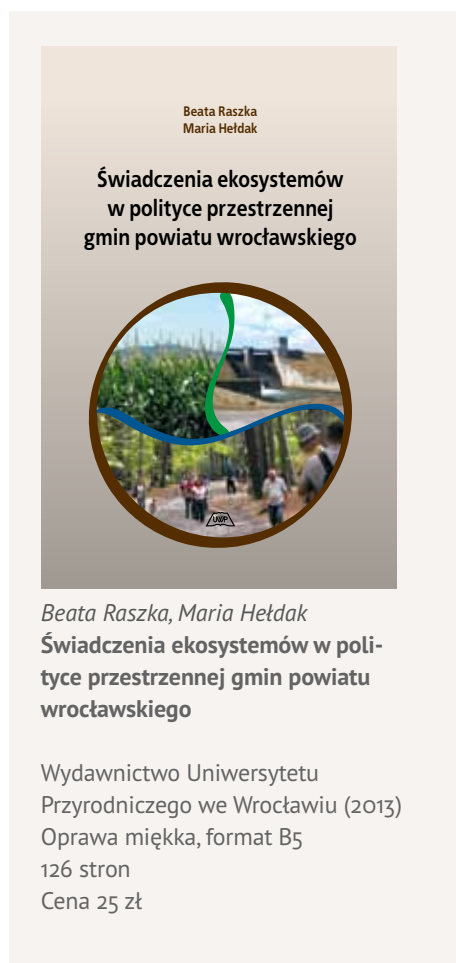 Beata Raszka
Maria Hełdak
Świadczenia ekosystemów
w polityce przestrzennej
gmin powiatu wrocławskiego
UWP
Beata Raszka, Maria Hełdak
Świadczenia ekosystemów w poli-
tyce przestrzennej gmin powiatu
wrocławskiego
Wydawnictwo Uniwersytetu
Przyrodniczego we Wrocławiu (2013)
Oprawa miękka, format B5
126 stron
Cena 25 zł